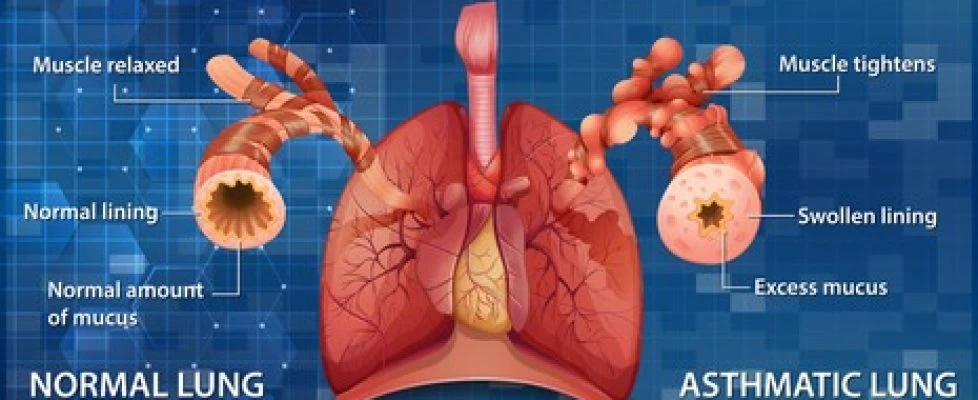 Muscle relaxed
Normal lining
Normal amount
of mucus
NORMAL LUNG
Muscle tightens
Swollen lining
Excess mucus
ASTHMATIC LUNG